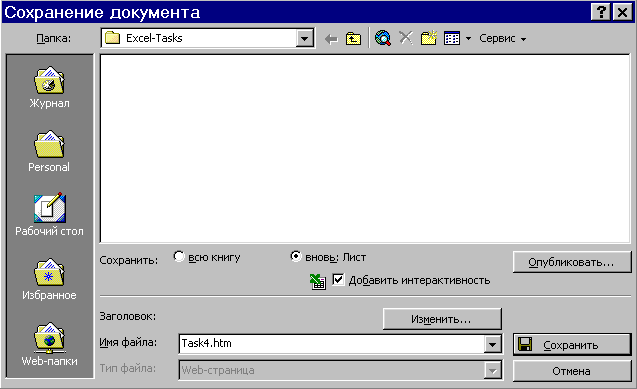 Сохранение документа
Папка: Excel-Tasks Сервис
Журнал
Personal
Рабочий стол
Избранное
Web-папки
Сохранить: всю книгу вновь: Лист Опубликовать...
Добавить интерактивность
Заголовок: Изменить...
Имя файла: Task4.htm Сохранить
Тип файла: Web-страница Отмена